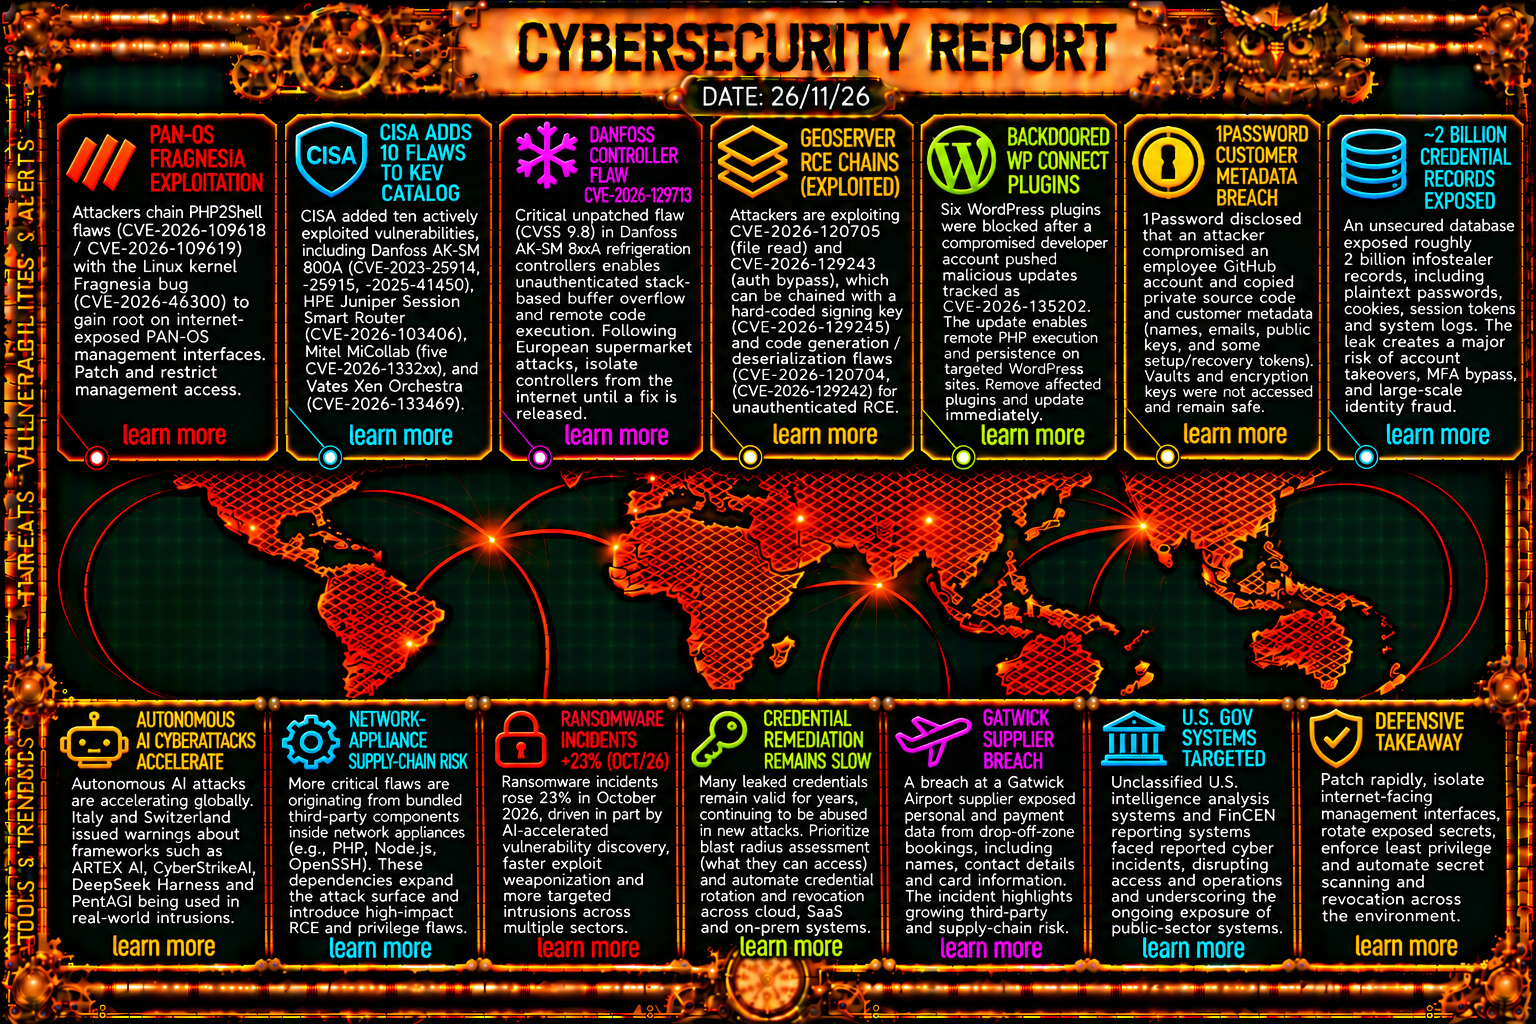 CYBERSECURITY REPORT
DATE: 26/11/26
THREATS VULNERABILITIES & ALERTS
PAN-OS
FRAGNESIA
EXPLOITATION
Attackers chain PHP2Shell
flaws (CVE-2026-109618
/ CVE-2026-109619)
with the Linux kernel
Fragnesia bug
(CVE-2026-46300) to
gain root on internet-
exposed PAN-OS
management interfaces.
Patch and restrict
management access.
learn more
CISA
CISA ADDS
10 FLAWS
TO KEV
CATALOG
CISA added ten actively
exploited vulnerabilities,
including Danfoss AK-SM
800A (CVE-2023-25914,
-25915, -2025-41450),
HPE Juniper Session
Smart Router
(CVE-2026-103406),
Mitel MiCollab (five
CVE-2026-1332xx), and
Vates Xen Orchestra
(CVE-2026-133469).
learn more
DANFOSS
CONTROLLER
FLAW
CVE-2026-129713
Critical unpatched flaw
(CVSS 9.8) in Danfoss
AK-SM 8xxA refrigeration
controllers enables
unauthenticated stack-
based buffer overflow
and remote code
execution. Following
European supermarket
attacks, isolate
controllers from the
internet until a fix is
released.
learn more
GEOSERVER
RCE CHAINS
(EXPLOITED)
Attackers are exploiting
CVE-2026-120705
(file read) and
CVE-2026-129243
(auth bypass), which
can be chained with a
hard-coded signing key
(CVE-2026-129245)
and code generation /
deserialization flaws
(CVE-2026-120704,
(CVE-2026-129242) for
unauthenticated RCE.
learn more
W
BACKDOORED
WP CONNECT
PLUGINS
Six WordPress plugins
were blocked after a
compromised developer
account pushed
malicious updates
tracked as
CVE-2026-135202.
The update enables
remote PHP execution
and persistence on
targeted WordPress
sites. Remove affected
plugins and update
immediately.
learn more
1PASSWORD
CUSTOMER
METADATA
BREACH
1Password disclosed
that an attacker
compromised an
employee GitHub
account and copied
private source code
and customer metadata
(names, emails, public
keys, and some
setup/recovery tokens).
Vaults and encryption
keys were not accessed
and remain safe.
learn more
~2 BILLION
CREDENTIAL
RECORDS
EXPOSED
An unsecured database
exposed roughly
2 billion infostealer
records, including
plaintext passwords,
cookies, session tokens
and system logs. The
leak creates a major
risk of account
takeovers, MFA bypass,
and large-scale
identity fraud.
learn more
TOOLS & TRENDS
AUTONOMOUS
AI CYBERATTACKS
ACCELERATE
Autonomous AI attacks
are accelerating globally.
Italy and Switzerland
issued warnings about
frameworks such as
ARTEX AI, CyberStrikeAI,
DeepSeek Harness and
PentAGI being used in
real-world intrusions.
learn more
NETWORK-
APPLIANCE
SUPPLY-CHAIN RISK
More critical flaws are
originating from bundled
third-party components
inside network appliances
(e.g., PHP, Node.js,
OpenSSH). These
dependencies expand
the attack surface and
introduce high-impact
RCE and privilege flaws.
learn more
RANSOMWARE
INCIDENTS
+23% (OCT/26)
Ransomware incidents
rose 23% in October
2026, driven in part by
AI-accelerated
vulnerability discovery,
faster exploit
weaponization and
more targeted
intrusions across
multiple sectors.
learn more
CREDENTIAL
REMEDIATION
REMAINS SLOW
Many leaked credentials
remain valid for years,
continuing to be abused
in new attacks. Prioritize
blast radius assessment
(what they can access)
and automate credential
rotation and revocation
across cloud, SaaS
and on-prem systems.
learn more
GATWICK
SUPPLIER
BREACH
A breach at a Gatwick
Airport supplier exposed
personal and payment
data from drop-off-zone
bookings, including
names, contact details
and card information.
The incident highlights
growing third-party
and supply-chain risk.
learn more
U.S. GOV
SYSTEMS
TARGETED
Unclassified U.S.
intelligence analysis
systems and FinCEN
reporting systems
faced reported cyber
incidents, disrupting
access and operations
and underscoring the
ongoing exposure of
public-sector systems.
learn more
DEFENSIVE
TAKEAWAY
Patch rapidly, isolate
internet-facing
management interfaces,
rotate exposed secrets,
enforce least privilege
and automate secret
scanning and
revocation across
the environment.
learn more